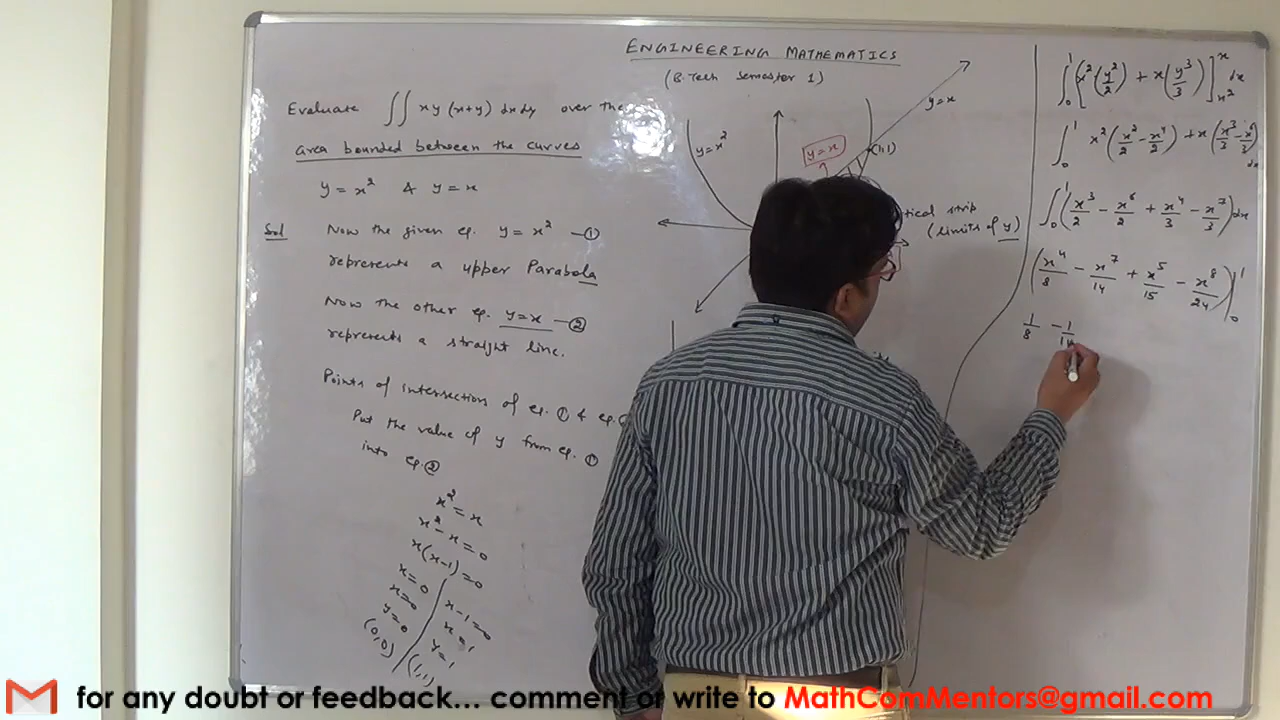 ENGINEERING MATHEMATICS
(B.Tech Semester 1)
Evaluate ∬ xy (x+y) dxdy over the
area bounded between the curves
y = x² & y = x
Sol Now the given eq. y = x² —①
represents a upper Parabola
Now the other eq. y=x —②
represents a straight line.
Points of intersections of eq. ① & eq.
Put the value of y from eq. ①
into eq. ②
x² = x
x² - x = 0
x(x-1) = 0
x=0
x=0
y=0
(0,0)
x-1=0
x=1
y=1
(1,1)
y=x²
y=x
y=x
(1,1)
tical strip
(limits of y)
∫₀¹ [x²(y²/2) + x(y³/3)]ₓ²ˣ dx
∫₀¹ x²(x²/2 - x⁴/2) + x(x³/3 - x⁶/3) dx
∫₀¹ (x³/2 - x⁶/2 + x⁴/3 - x⁷/3) dx
(x⁴/8 - x⁷/14 + x⁵/15 - x⁸/24)|₀¹
1/8 - 1/14
for any doubt or feedback... comment or write to MathComMentors@gmail.com